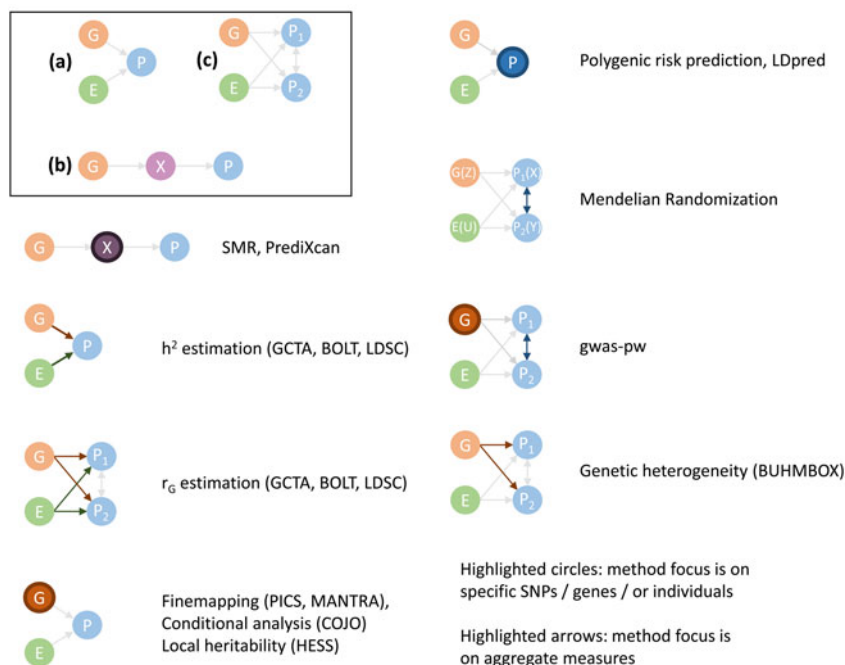 (a)
G
E
P
(c)
G
E
P1
P2
(b)
G
X
P
G
X
P
SMR, PrediXcan
G
E
P
h² estimation (GCTA, BOLT, LDSC)
G
E
P1
P2
rG estimation (GCTA, BOLT, LDSC)
G
E
P
Finemapping (PICS, MANTRA),
Conditional analysis (COJO)
Local heritability (HESS)
G
E
P
Polygenic risk prediction, LDpred
G(Z)
P1(X)
E(U)
P2(Y)
Mendelian Randomization
G
P1
E
P2
gwas-pw
G
P1
E
P2
Genetic heterogeneity (BUHMBOX)
Highlighted circles: method focus is on
specific SNPs / genes / or individuals
Highlighted arrows: method focus is
on aggregate measures